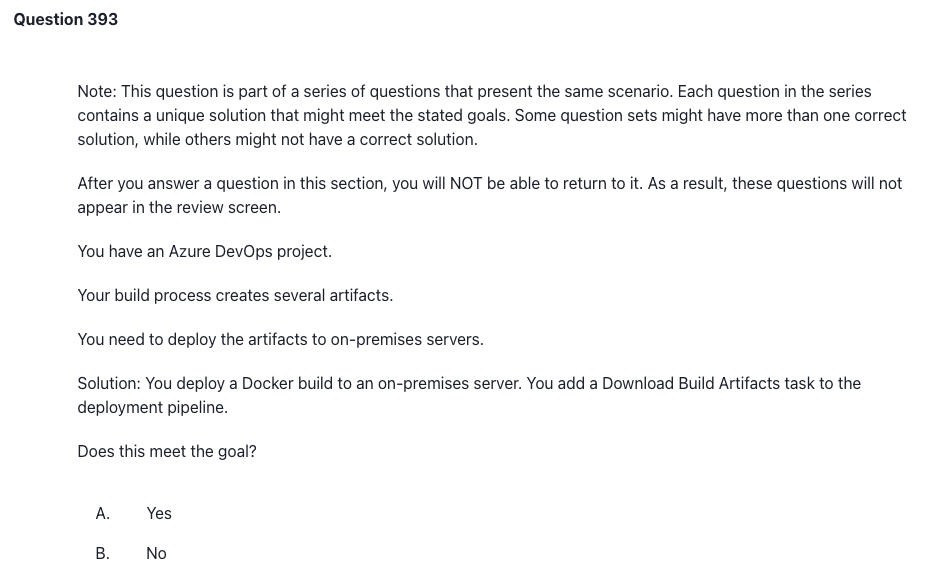 Question 393
Note: This question is part of a series of questions that present the same scenario. Each question in the series
contains a unique solution that might meet the stated goals. Some question sets might have more than one correct
solution, while others might not have a correct solution.
After you answer a question in this section, you will NOT be able to return to it. As a result, these questions will not
appear in the review screen.
You have an Azure DevOps project.
Your build process creates several artifacts.
You need to deploy the artifacts to on-premises servers.
Solution: You deploy a Docker build to an on-premises server. You add a Download Build Artifacts task to the
deployment pipeline.
Does this meet the goal?
A. Yes
B. No